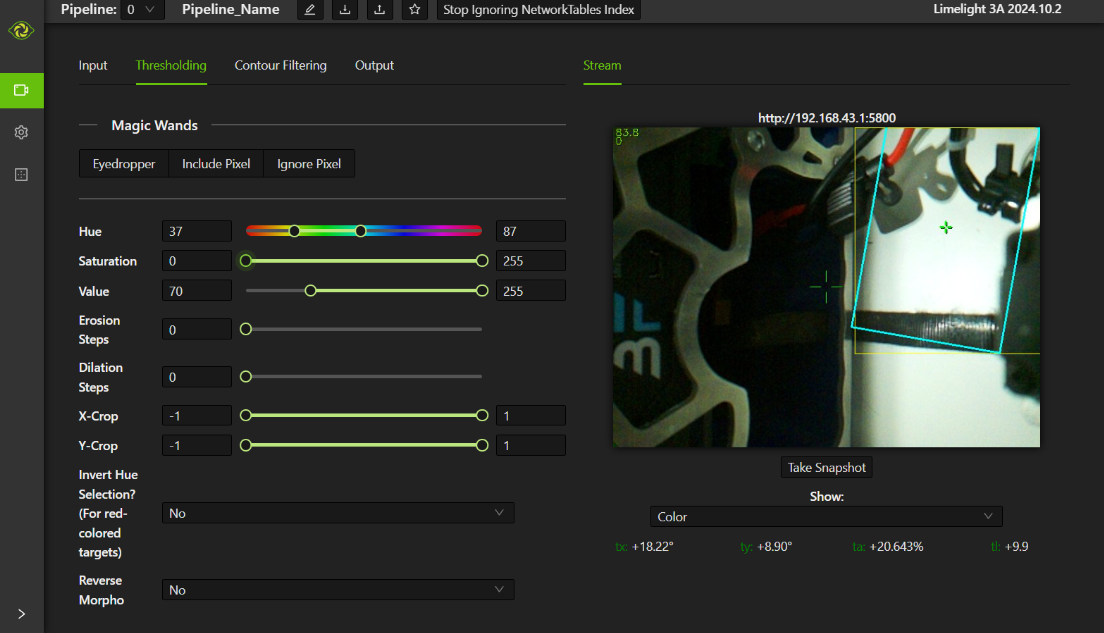 Pipeline: 0 Pipeline_Name Stop Ignoring NetworkTables Index Limelight 3A 2024.10.2
Input Thresholding Contour Filtering Output
Stream
Magic Wands
http://192.168.43.1:5800
Eyedropper Include Pixel Ignore Pixel
83.8
0
Hue 37 87
Saturation 0 255
Value 70 255
Erosion
Steps
0
Dilation
Steps
0
X-Crop -1 1
Y-Crop -1 1
Invert Hue
Selection?
(For red-
colored
targets)
No
Reverse
Morpho
No
Take Snapshot
Show:
Color
tx: +18.22° ty: +8.90° ta: +20.643% tl: +9.9